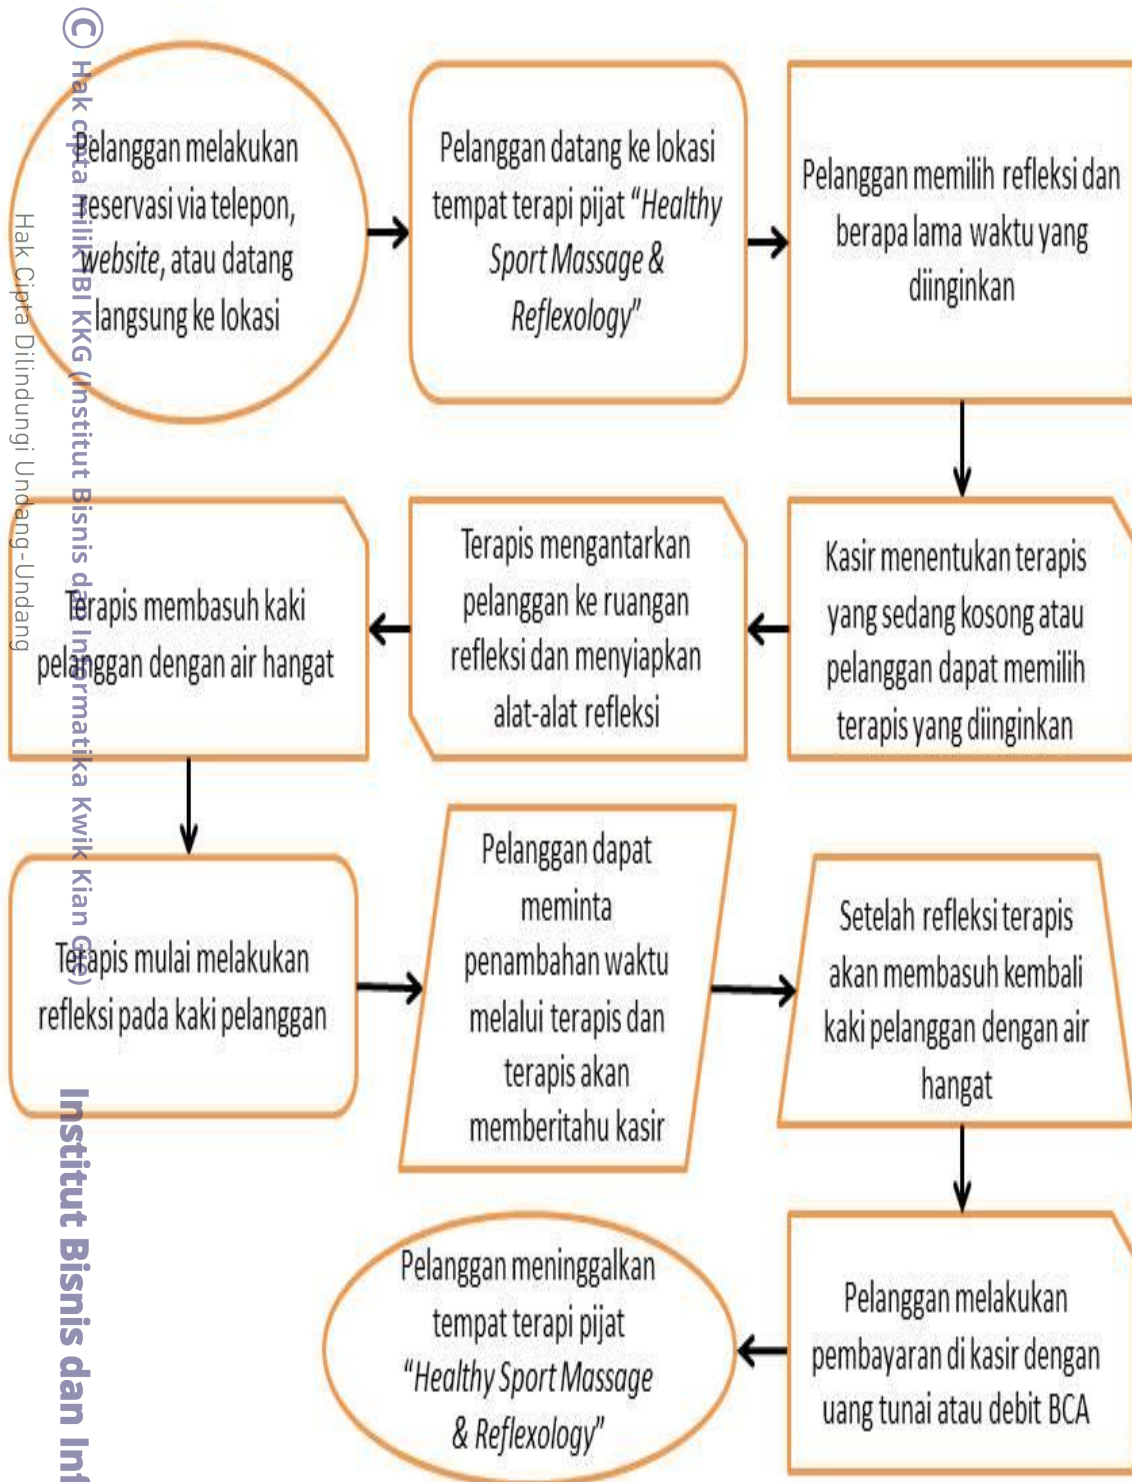 Pelanggan melakukan
reservasi via telepon,
website, atau datang
langsung ke lokasi
Pelanggan datang ke lokasi
tempat terapi pijat “Healthy
Sport Massage &
Reflexology”
Pelanggan memilih refleksi dan
berapa lama waktu yang
diinginkan
Kasir menentukan terapis
yang sedang kosong atau
pelanggan dapat memilih
terapis yang diinginkan
Terapis mengantarkan
pelanggan ke ruangan
refleksi dan menyiapkan
alat-alat refleksi
Terapis membasuh kaki
pelanggan dengan air hangat
Terapis mulai melakukan
refleksi pada kaki pelanggan
Pelanggan dapat
meminta
penambahan waktu
melalui terapis dan
terapis akan
memberitahu kasir
Setelah refleksi terapis
akan membasuh kembali
kaki pelanggan dengan air
hangat
Pelanggan melakukan
pembayaran di kasir dengan
uang tunai atau debit BCA
Pelanggan meninggalkan
tempat terapi pijat
“Healthy Sport Massage
& Reflexology”
© Hak cipta milik IBI KKG (Institut Bisnis dan Informatika Kwik Kian Gie)
Hak Cipta Dilindungi Undang-Undang
Institut Bisnis dan Inf